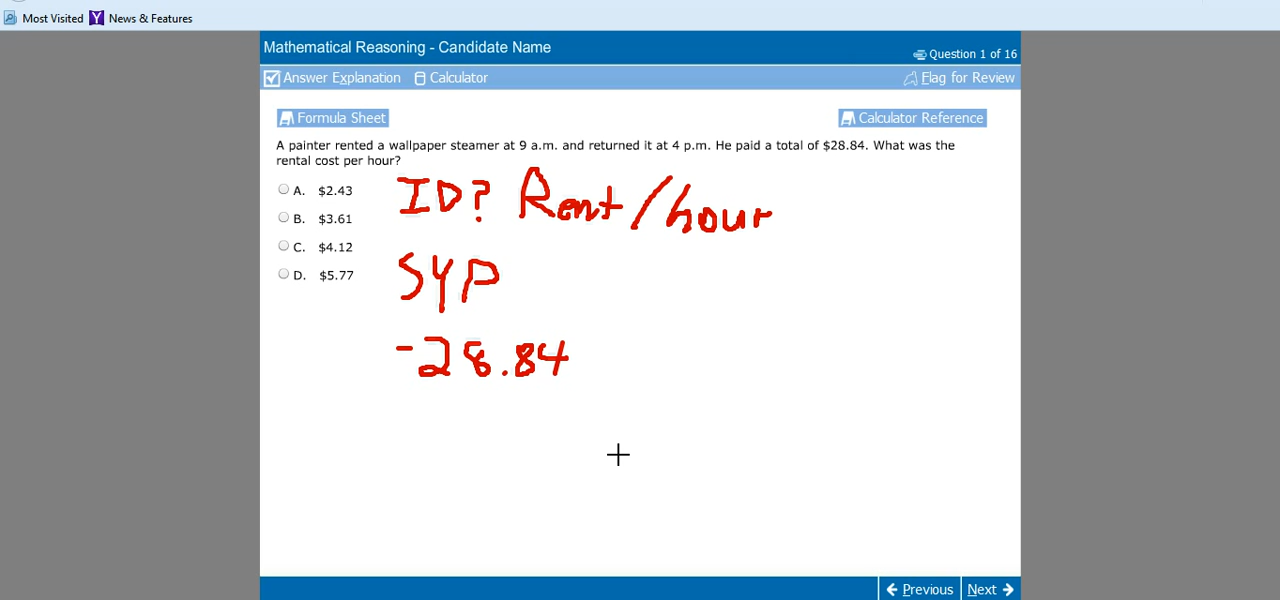 Most Visited News & Features
Mathematical Reasoning - Candidate Name
Question 1 of 16
Answer Explanation Calculator
Flag for Review
Formula Sheet
Calculator Reference
A painter rented a wallpaper steamer at 9 a.m. and returned it at 4 p.m. He paid a total of $28.84. What was the
rental cost per hour?
A. $2.43
B. $3.61
C. $4.12
D. $5.77
ID? Rent/hour
SYP
-28.84
Previous Next